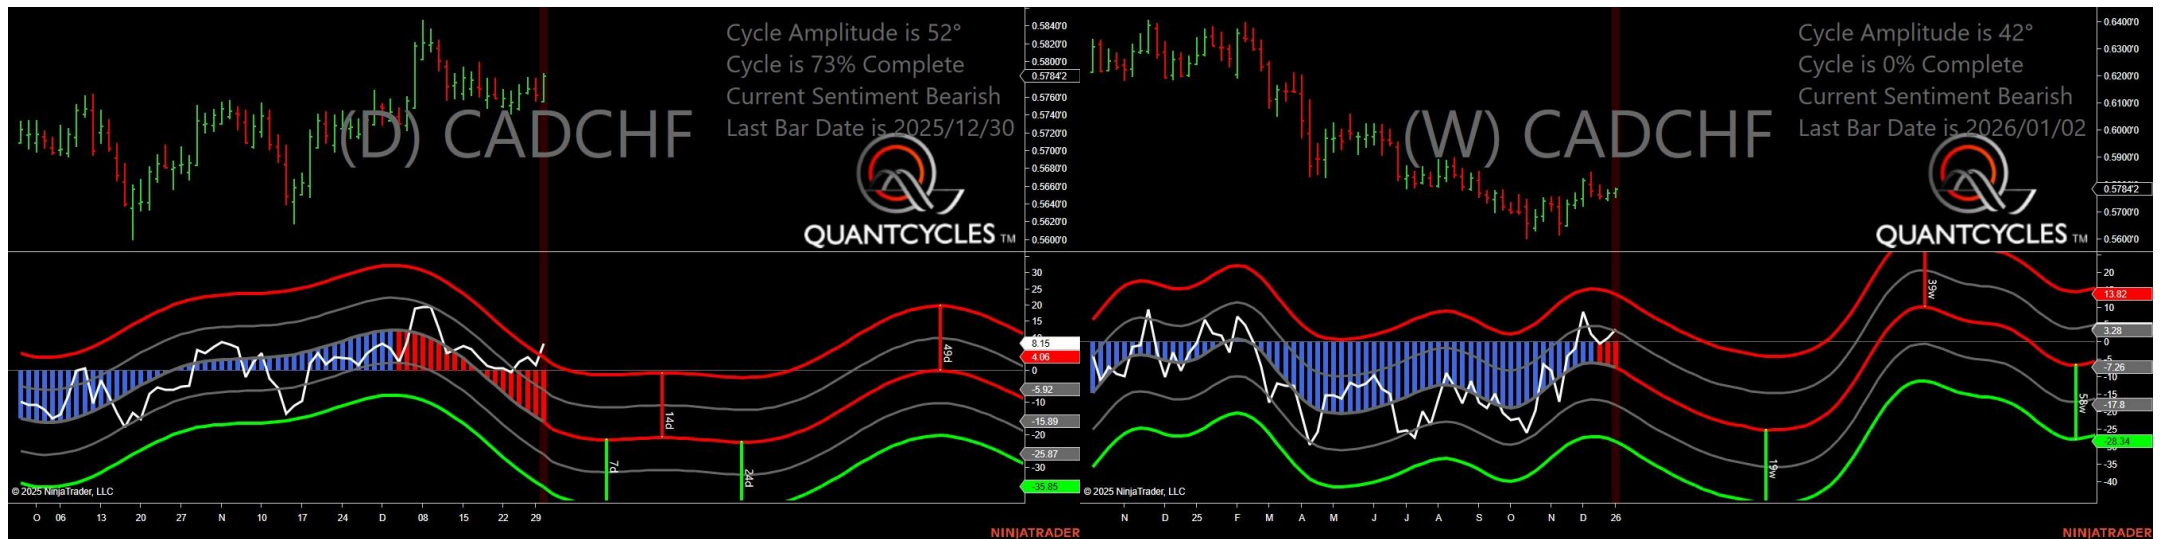 Cycle Amplitude is 52°
Cycle is 73% Complete
Current Sentiment Bearish
Last Bar Date is 2025/12/30
(D) CADCHF
QUANTCYCLES TM
0.5840'0
0.5820'0
0.5800'0
0.5784'2
0.5760'0
0.5740'0
0.5720'0
0.5700'0
0.5680'0
0.5660'0
0.5640'0
0.5620'0
0.5600'0
30
25
20
15
8.15
4.06
0
-5.92
-10
-15.89
-20
-25.87
-30
-35.85
7d
14d
24d
49d
© 2025 NinjaTrader, LLC
O 06 13 20 27 N 10 17 24 D 08 15 22 29
NINJATRADER
Cycle Amplitude is 42°
Cycle is 0% Complete
Current Sentiment Bearish
Last Bar Date is 2026/01/02
(W) CADCHF
QUANTCYCLES TM
0.6400'0
0.6300'0
0.6200'0
0.6100'0
0.6000'0
0.5900'0
0.5784'2
0.5700'0
0.5600'0
20
13.82
3.28
0
-5
-7.26
-10
-15
-17.8
-20
-25
-28.34
-35
-40
19w
39w
58w
© 2025 NinjaTrader, LLC
N D 25 F M A M J J A S O N D 26
NINJATRADER